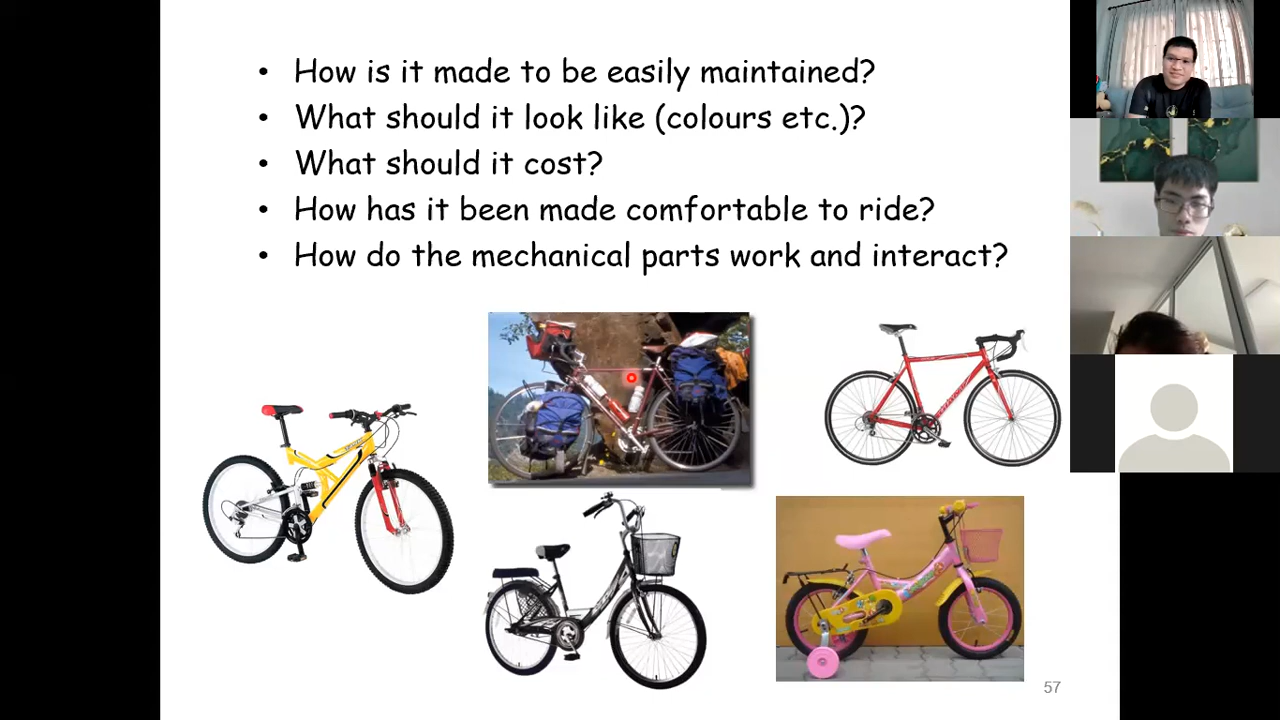 • How is it made to be easily maintained?
• What should it look like (colours etc.)?
• What should it cost?
• How has it been made comfortable to ride?
• How do the mechanical parts work and interact?
57